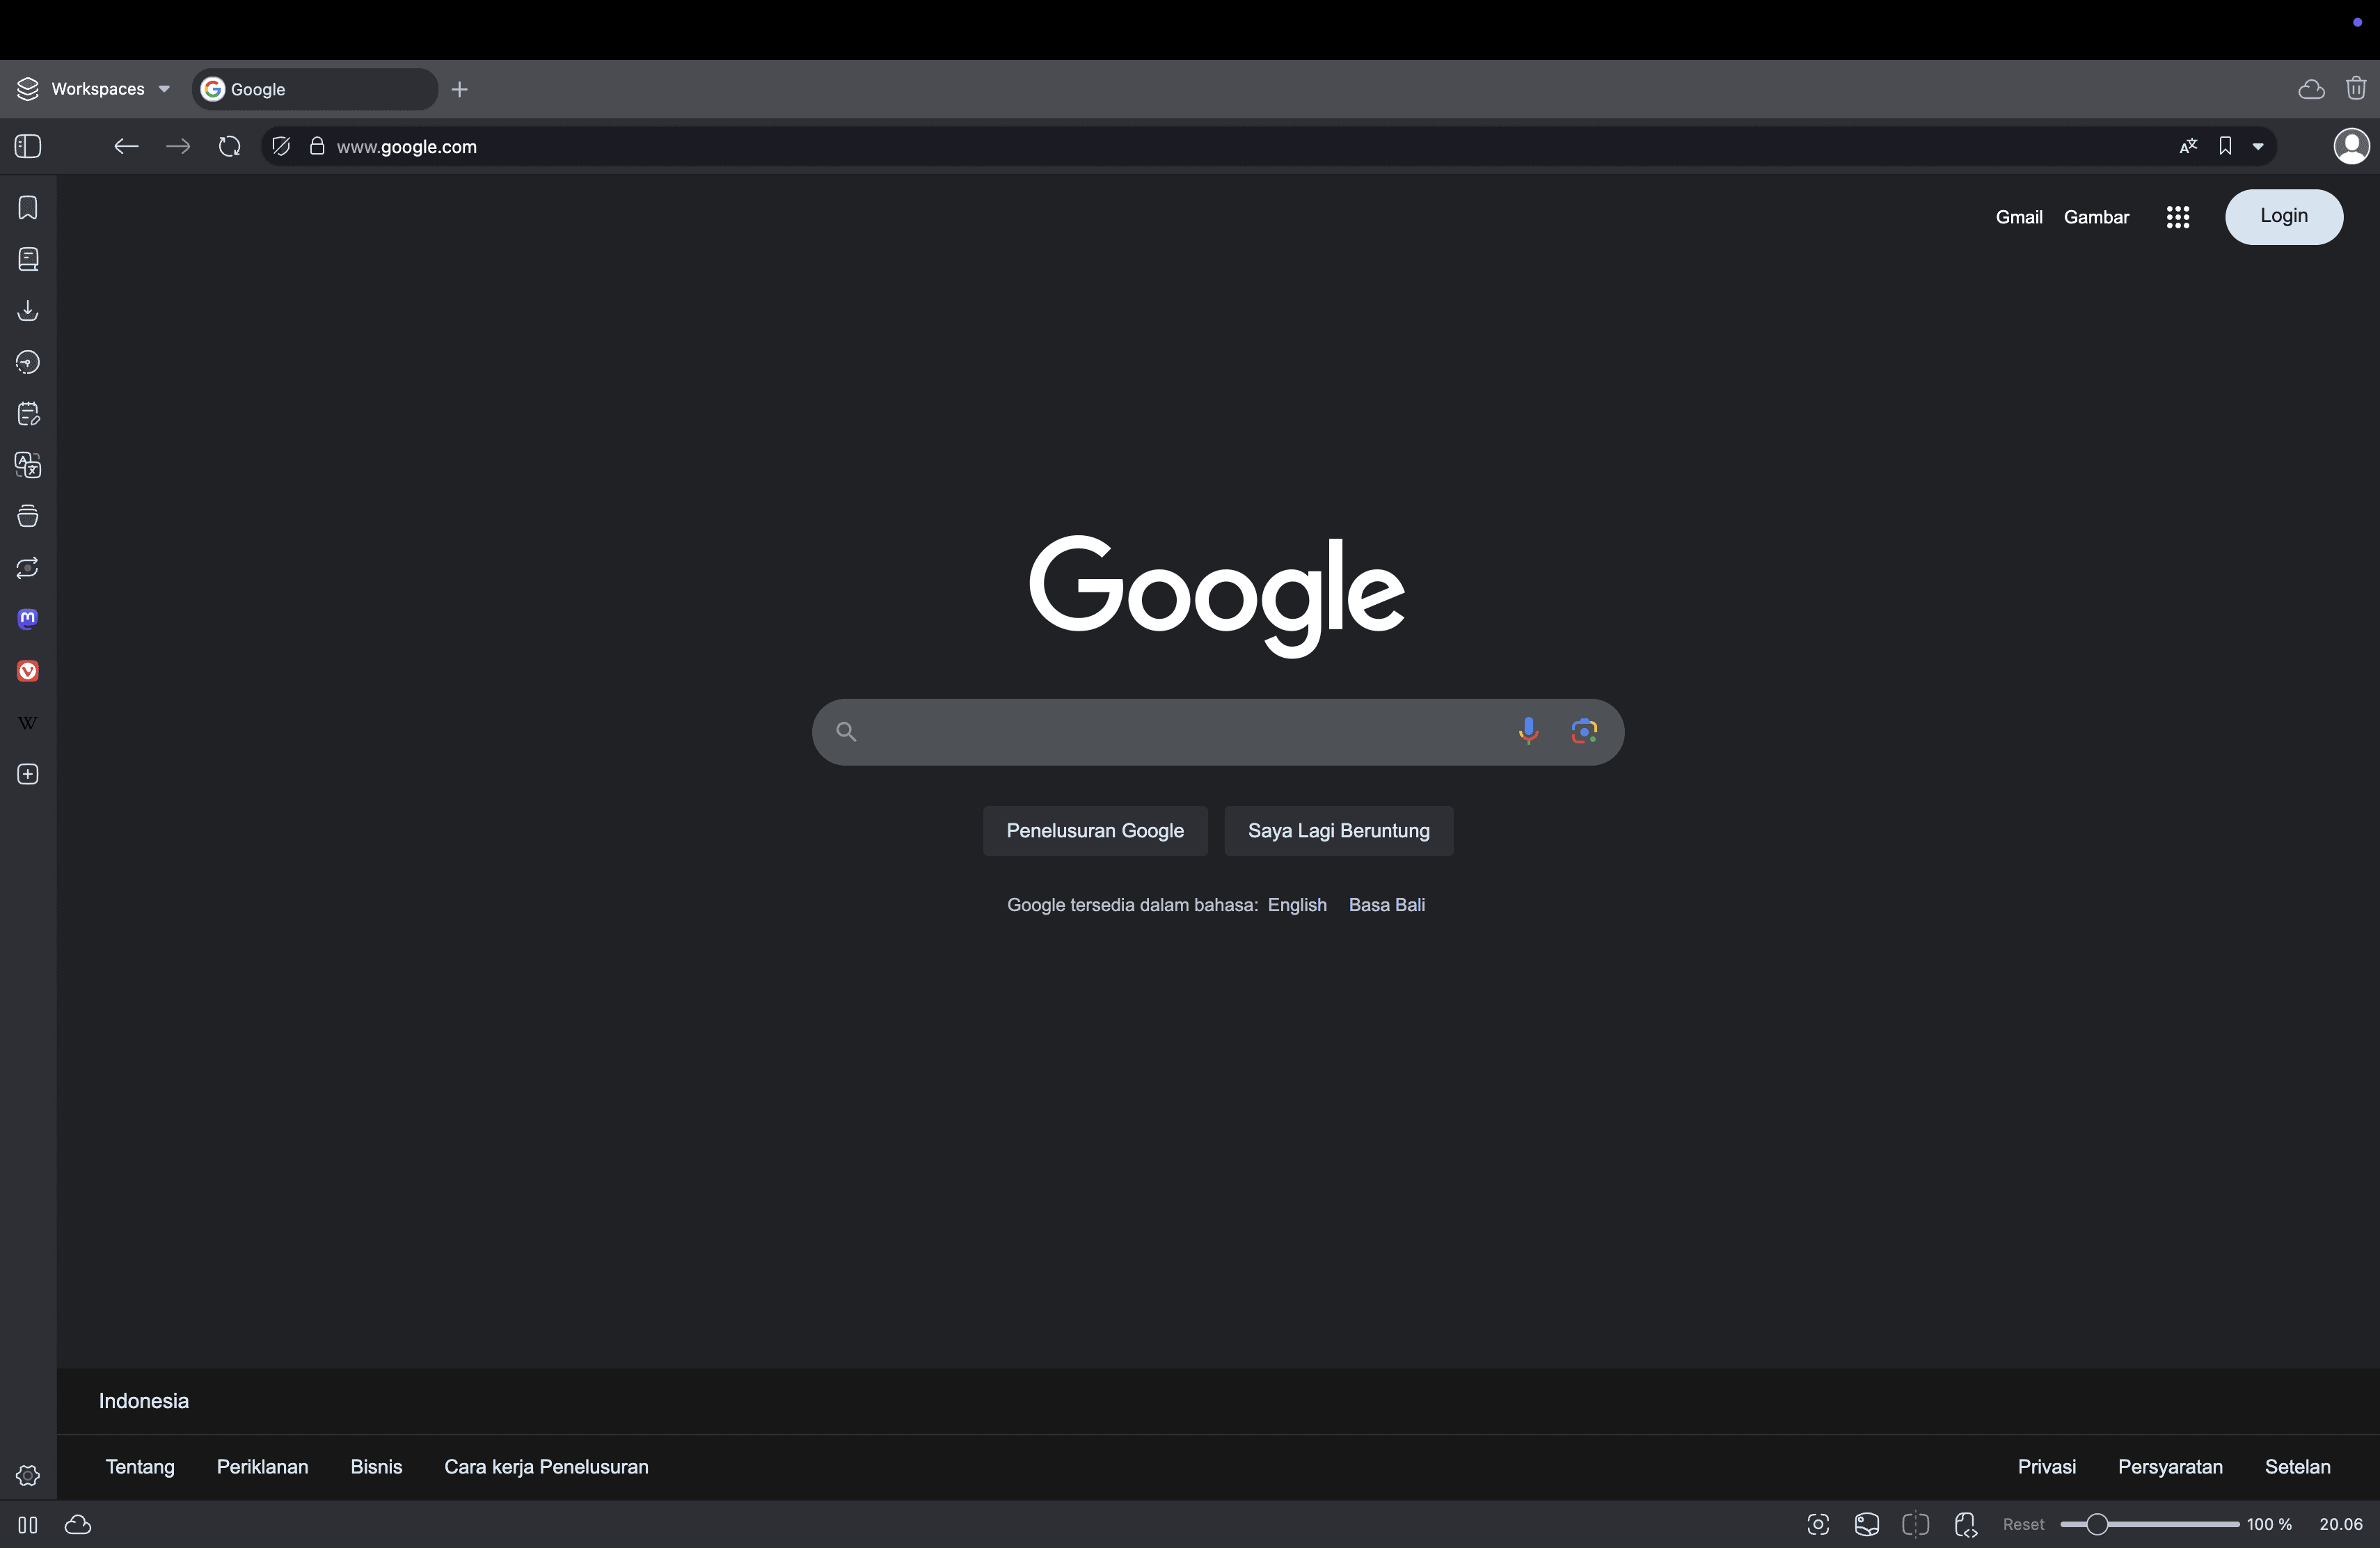 Workspaces
Google
www.google.com
Gmail Gambar Login
Google
Penelusuran Google Saya Lagi Beruntung
Google tersedia dalam bahasa: English Basa Bali
Indonesia
Tentang Periklanan Bisnis Cara kerja Penelusuran Privasi Persyaratan Setelan
Reset 100 % 20.06